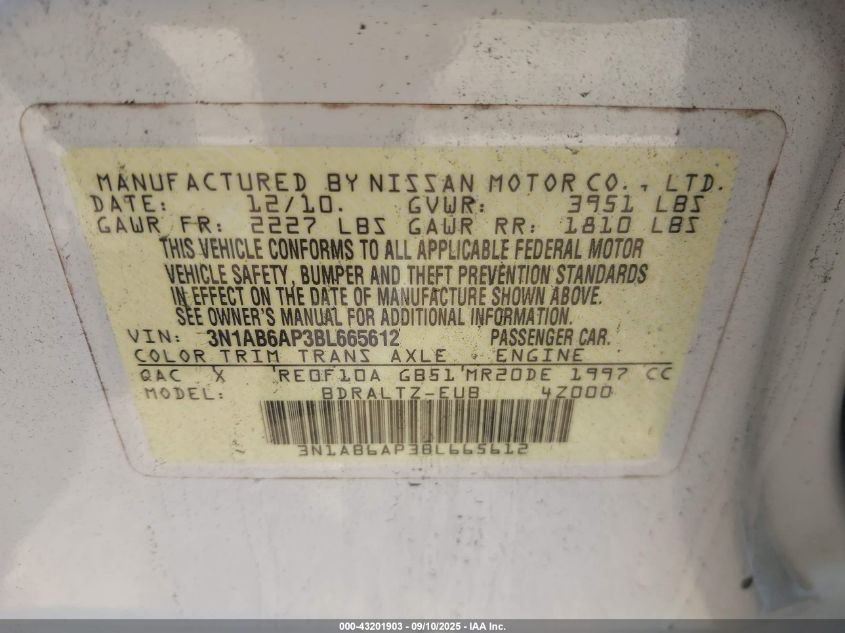 MANUFACTURED BY NISSAN MOTOR CO., LTD.
DATE: 12/10. GVWR: 3951 LBS
GAWR FR: 2227 LBS GAWR RR: 1810 LBS
THIS VEHICLE CONFORMS TO ALL APPLICABLE FEDERAL MOTOR
VEHICLE SAFETY, BUMPER AND THEFT PREVENTION STANDARDS
IN EFFECT ON THE DATE OF MANUFACTURE SHOWN ABOVE.
SEE OWNER'S MANUAL FOR ADDITIONAL INFORMATION.
VIN: 3N1AB6AP3BL665612 PASSENGER CAR.
COLOR TRIM TRANS AXLE ENGINE
QAC X RE0F10A GB51 MR20DE 1997 CC
MODEL: BDRALTZ-EUB 4Z000
3N1AB6AP3BL665612
000-43201903 - 09/10/2025 - IAA Inc.